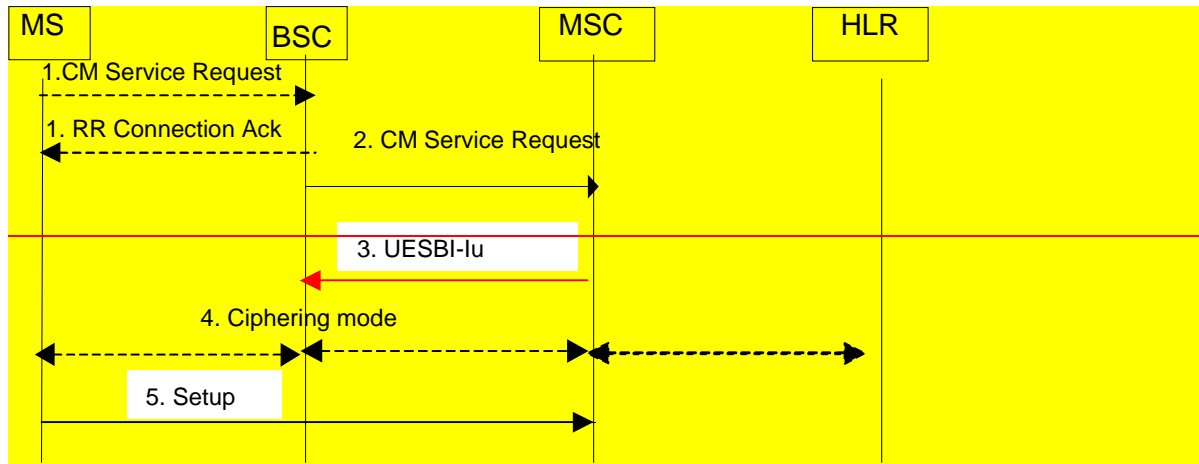 MS
BSC
MSC
HLR
1.CM Service Request
1. RR Connection Ack
2. CM Service Request
3. UESBI-Iu
4. Ciphering mode
5. Setup